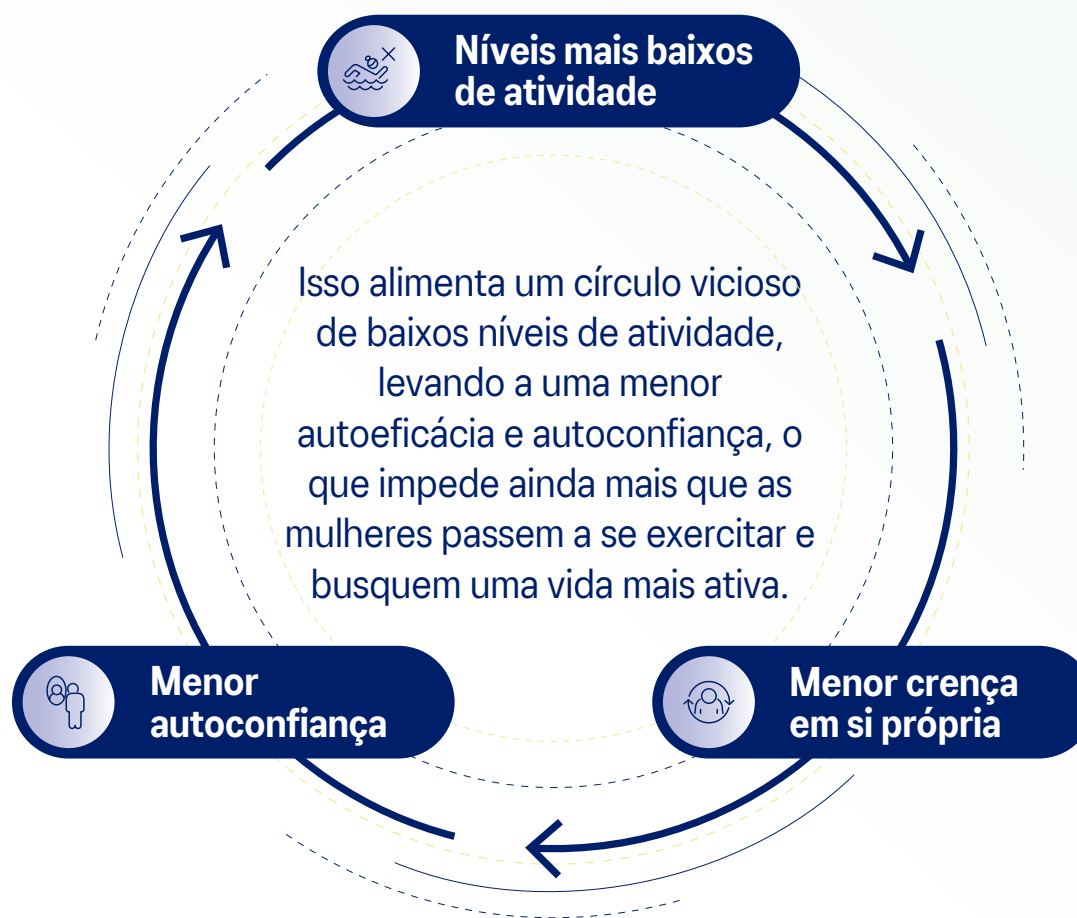 Níveis mais baixos
de atividade
Isso alimenta um círculo vicioso
de baixos níveis de atividade,
levando a uma menor
autoeficácia e autoconfiança, o
que impede ainda mais que as
mulheres passem a se exercitar e
busquem uma vida mais ativa.
Menor
autoconfiança
Menor crença
em si própria